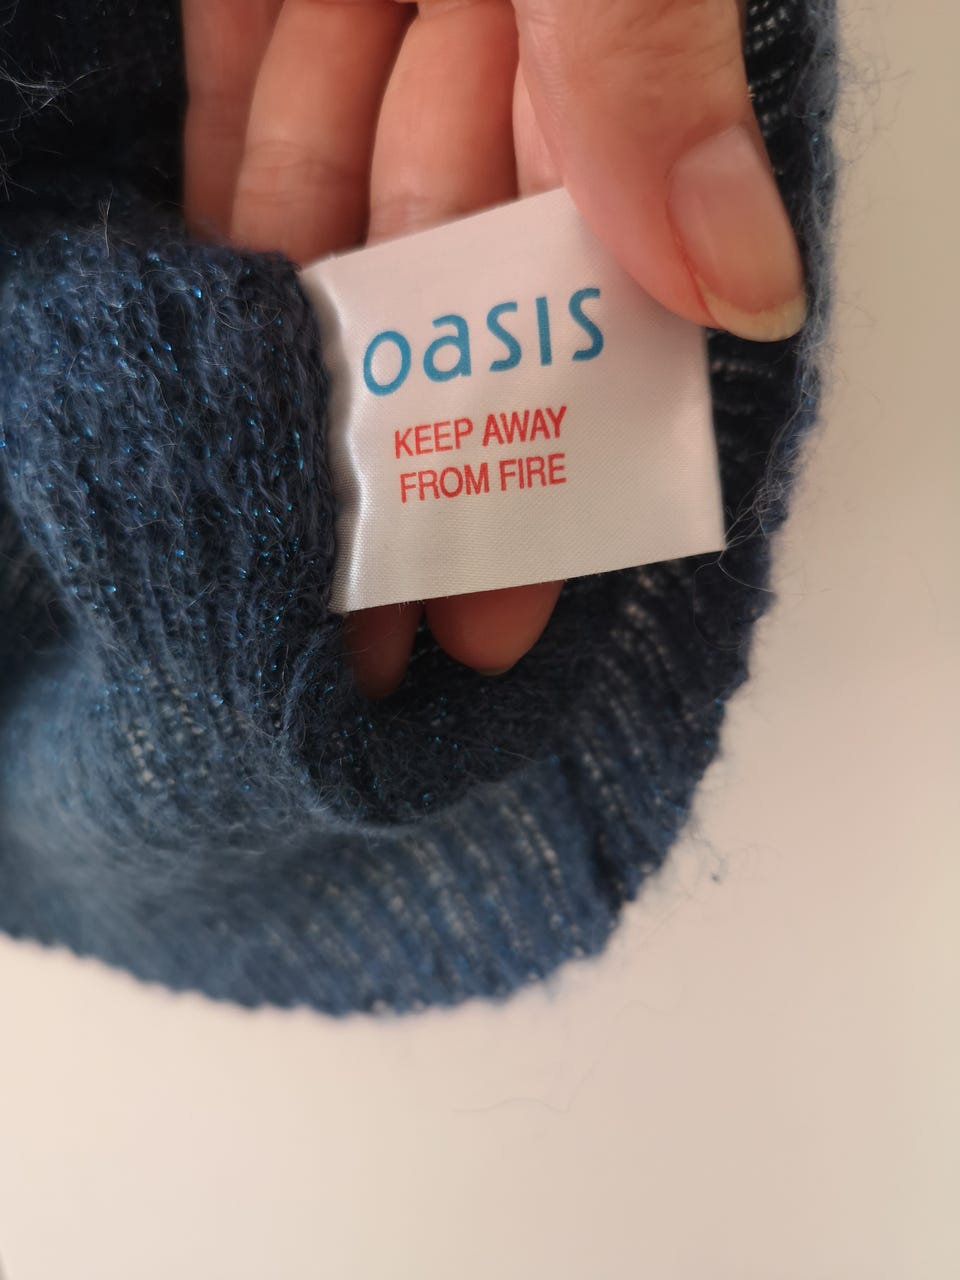 oasis
KEEP AWAY
FROM FIRE